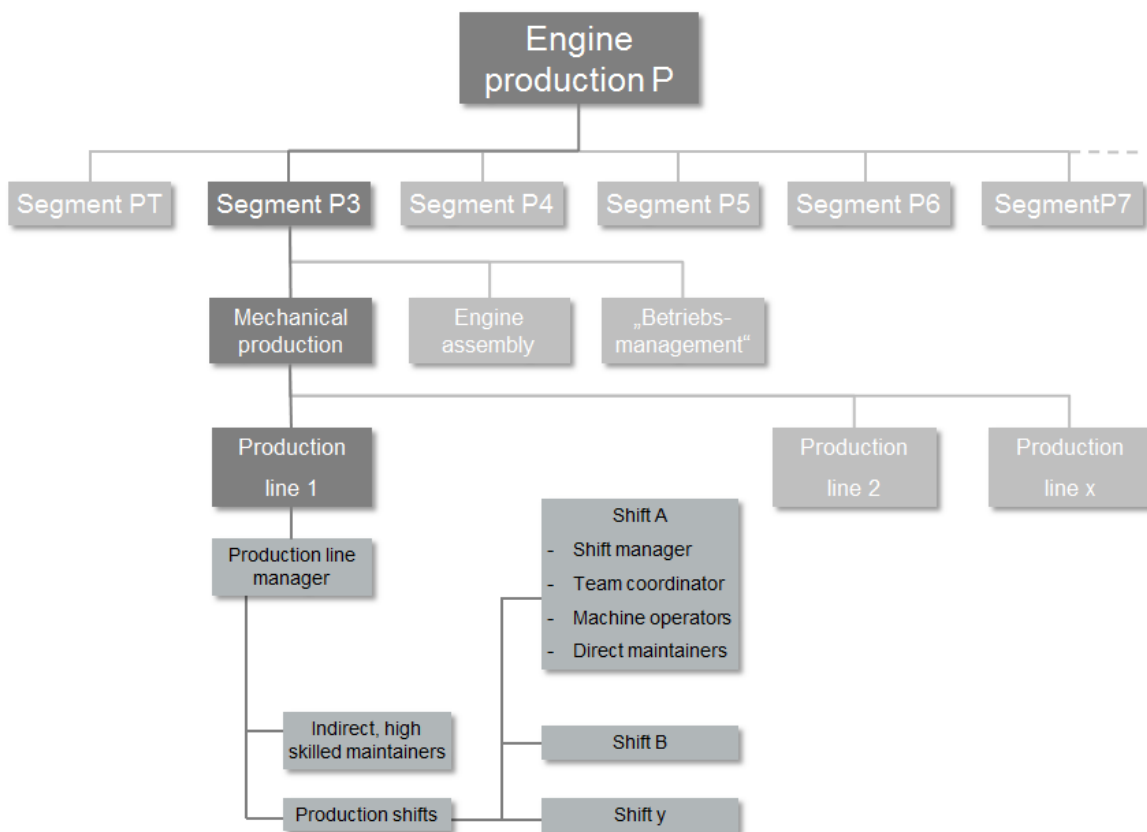 Engine
production P
Segment PT
Segment P3
Segment P4
Segment P5
Segment P6
SegmentP7
Mechanical
production
Engine
assembly
„Betriebs-
management“
Production
line 1
Production
line 2
Production
line x
Production line
manager
Shift A
- Shift manager
- Team coordinator
- Machine operators
- Direct maintainers
Indirect, high
skilled maintainers
Shift B
Production shifts
Shift y